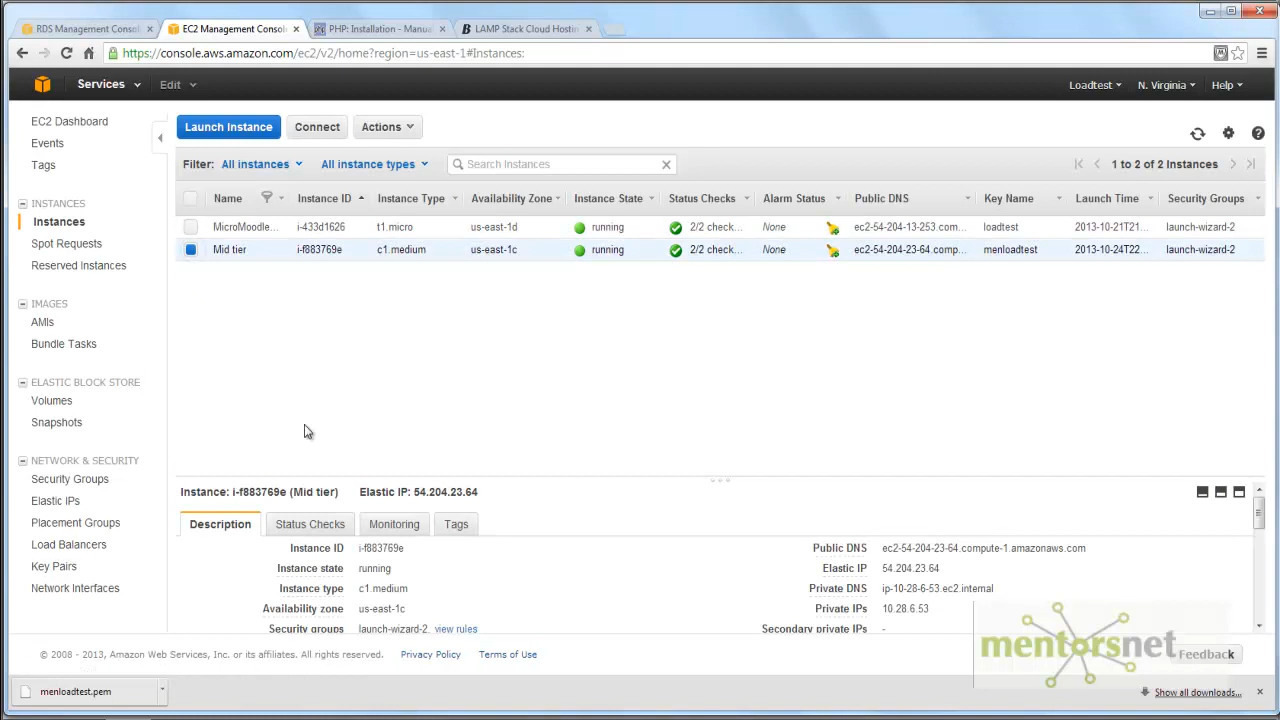 RDS Management Consol
EC2 Management Consol
PHP: Installation - Manua
LAMP Stack Cloud Hostin
https://console.aws.amazon.com/ec2/v2/home?region=us-east-1#Instances:
Services
Edit
Loadtest
N. Virginia
Help
EC2 Dashboard
Events
Tags
INSTANCES
Instances
Spot Requests
Reserved Instances
IMAGES
AMIs
Bundle Tasks
ELASTIC BLOCK STORE
Volumes
Snapshots
NETWORK & SECURITY
Security Groups
Elastic IPs
Placement Groups
Load Balancers
Key Pairs
Network Interfaces
Launch Instance Connect Actions
Filter: All instances All instance types Search Instances 1 to 2 of 2 Instances
Name Instance ID Instance Type Availability Zone Instance State Status Checks Alarm Status Public DNS Key Name Launch Time Security Groups
MicroMoodle... i-433d1626 t1.micro us-east-1d running 2/2 check... None ec2-54-204-13-253.com... loadtest 2013-10-21T21... launch-wizard-2
Mid tier i-f883769e c1.medium us-east-1c running 2/2 check... None ec2-54-204-23-64.comp... menloadtest 2013-10-24T22... launch-wizard-2
Instance: i-f883769e (Mid tier) Elastic IP: 54.204.23.64
Description Status Checks Monitoring Tags
Instance ID i-f883769e Public DNS ec2-54-204-23-64.compute-1.amazonaws.com
Instance state running Elastic IP 54.204.23.64
Instance type c1.medium Private DNS ip-10-28-6-53.ec2.internal
Availability zone us-east-1c Private IPs 10.28.6.53
Security groups launch-wizard-2. view rules Secondary private IPs -
© 2008 - 2013, Amazon Web Services, Inc. or its affiliates. All rights reserved. Privacy Policy Terms of Use
mentorsnet
Feedback
menloadtest.pem
Show all downloads...